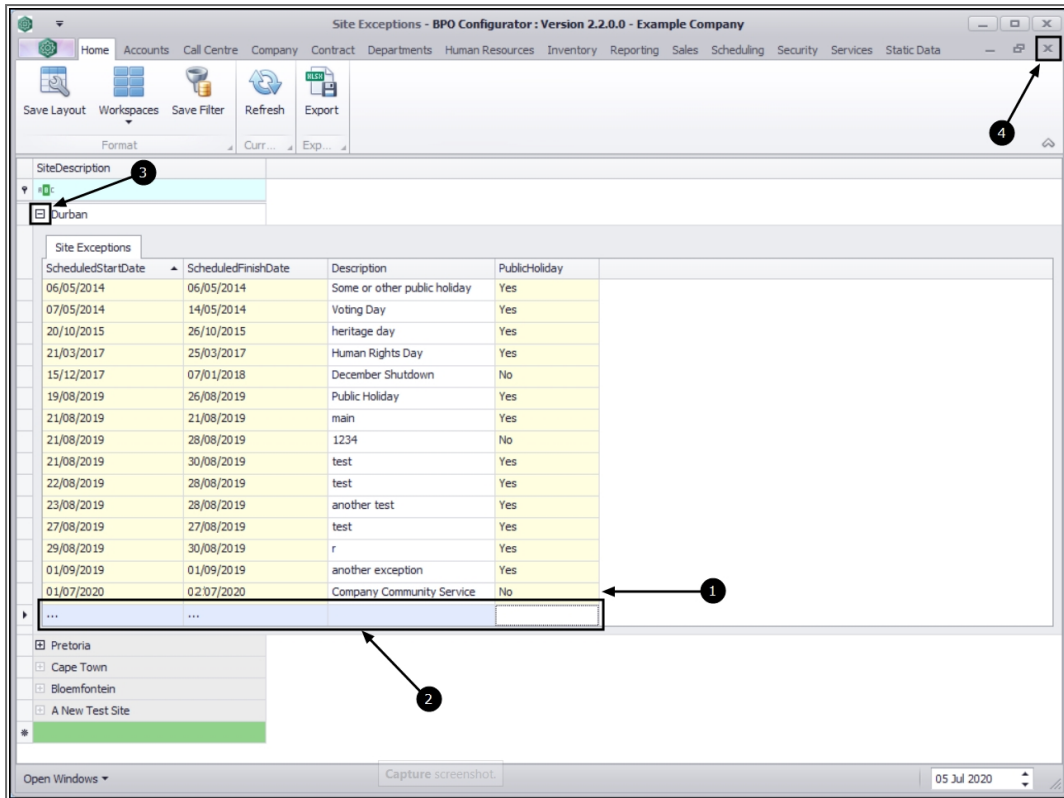 Site Exceptions - BPO Configurator : Version 2.2.0.0 - Example Company
Home Accounts Call Centre Company Contract Departments Human Resources Inventory Reporting Sales Scheduling Security Services Static Data
XLSX
Save Layout Workspaces Save Filter Refresh Export
Format Curr... Exp...
4
SiteDescription
3
Durban
Site Exceptions
ScheduledStartDate ScheduledFinishDate Description PublicHoliday
06/05/2014 06/05/2014 Some or other public holiday Yes
07/05/2014 14/05/2014 Voting Day Yes
20/10/2015 26/10/2015 heritage day Yes
21/03/2017 25/03/2017 Human Rights Day Yes
15/12/2017 07/01/2018 December Shutdown No
19/08/2019 26/08/2019 Public Holiday Yes
21/08/2019 21/08/2019 main Yes
21/08/2019 28/08/2019 1234 No
21/08/2019 30/08/2019 test Yes
22/08/2019 28/08/2019 test Yes
23/08/2019 28/08/2019 another test Yes
27/08/2019 27/08/2019 test Yes
29/08/2019 30/08/2019 r Yes
01/09/2019 01/09/2019 another exception Yes
01/07/2020 02/07/2020 Company Community Service No 1
... ...
Pretoria
Cape Town
Bloemfontein
2
A New Test Site
Capture screenshot.
Open Windows 05 Jul 2020